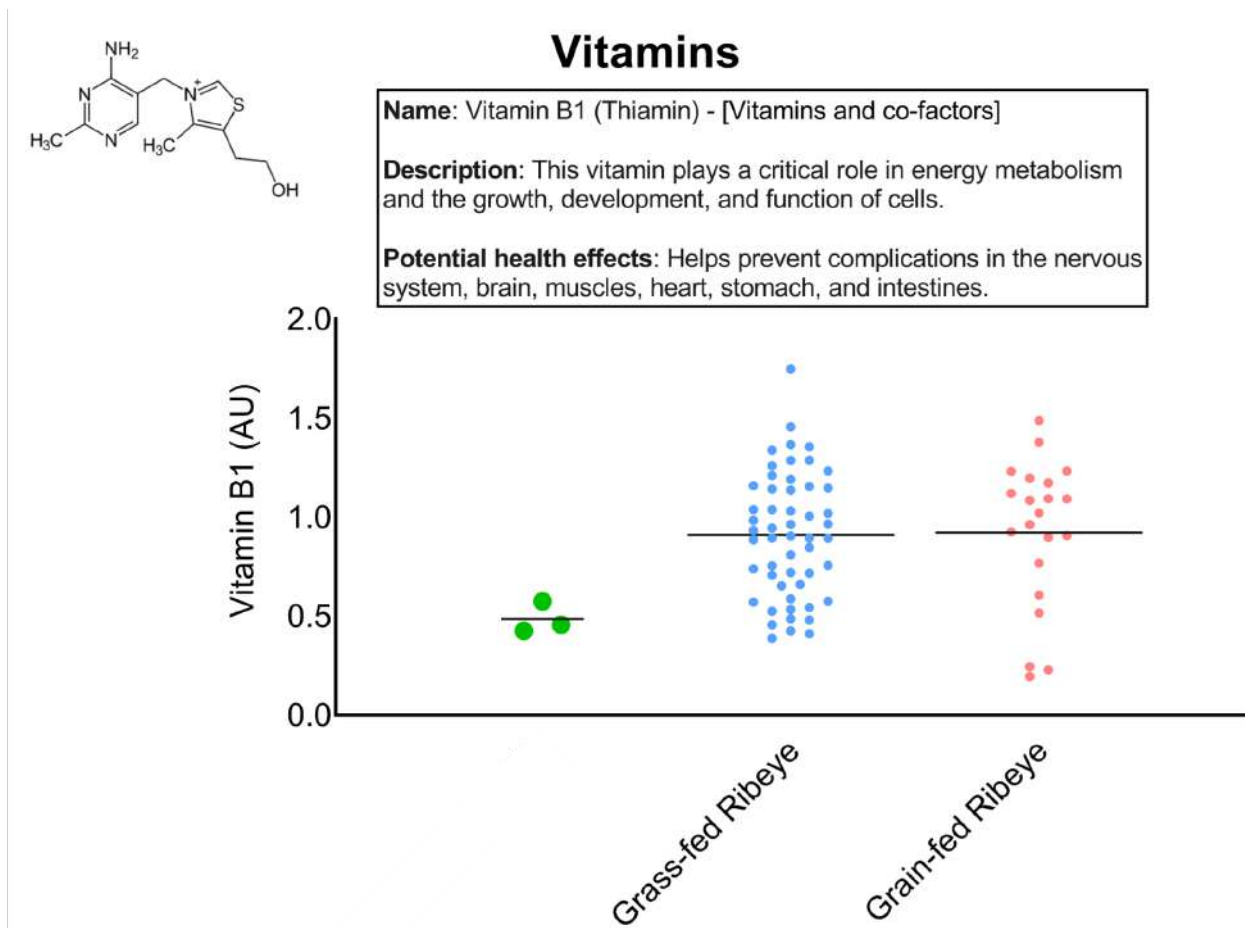 Vitamins
NH2
N
N
H3C
N+
S
H3C
OH
Name: Vitamin B1 (Thiamin) - [Vitamins and co-factors]
Description: This vitamin plays a critical role in energy metabolism
and the growth, development, and function of cells.
Potential health effects: Helps prevent complications in the nervous
system, brain, muscles, heart, stomach, and intestines.
Vitamin B1 (AU)
2.0
1.5
1.0
0.5
0.0
Grass-fed Ribeye
Grain-fed Ribeye